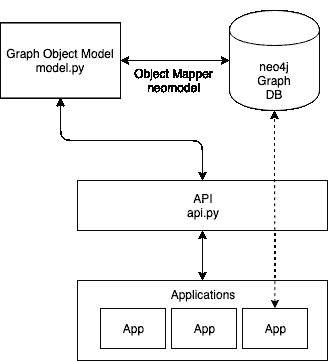 Graph Object Model
model.py
Object Mapper
neomodel
neo4j
Graph
DB
API
api.py
Applications
App
App
App